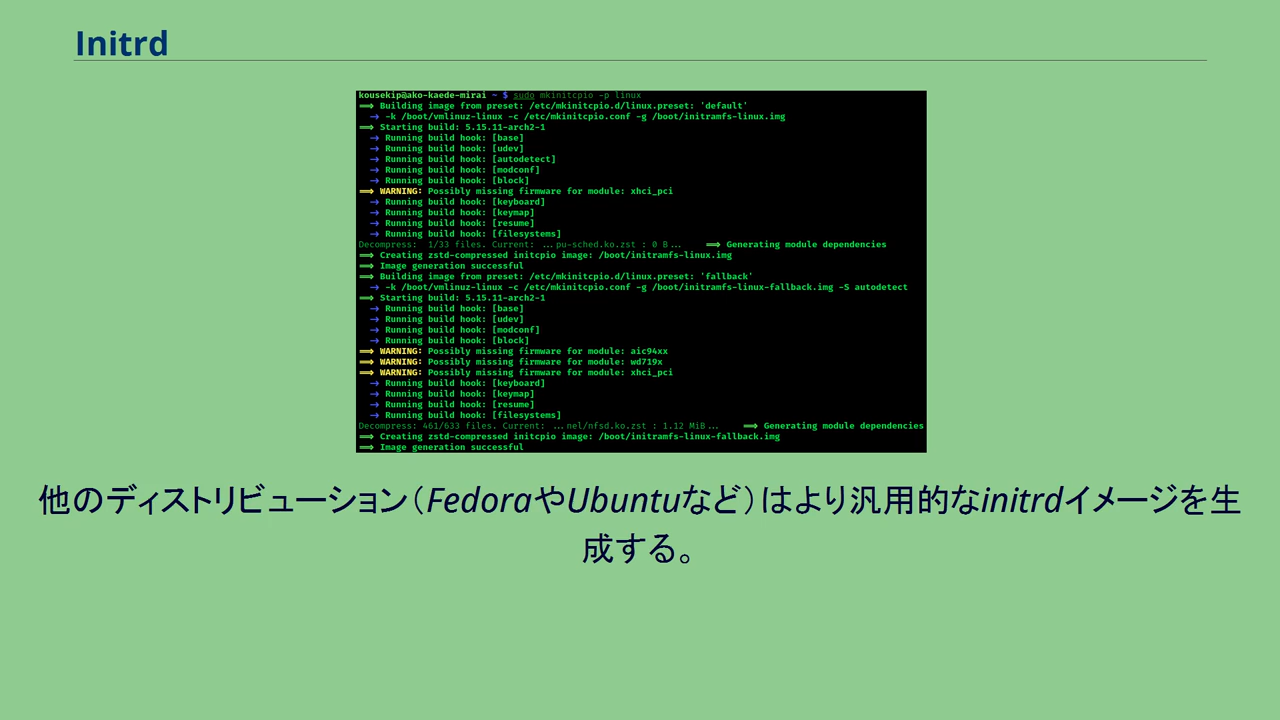 Initrd
kousekip@ako-kaede-mirai ~ $ sudo mkinitcpio -p linux
==> Building image from preset: /etc/mkinitcpio.d/linux.preset: 'default'
-> -k /boot/vmlinuz-linux -c /etc/mkinitcpio.conf -g /boot/initramfs-linux.img
==> Starting build: 5.15.11-arch2-1
-> Running build hook: [base]
-> Running build hook: [udev]
-> Running build hook: [autodetect]
-> Running build hook: [modconf]
-> Running build hook: [block]
==> WARNING: Possibly missing firmware for module: xhci_pci
-> Running build hook: [keyboard]
-> Running build hook: [keymap]
-> Running build hook: [resume]
-> Running build hook: [filesystems]
Decompress: 1/33 files. Current: ...pu-sched.ko.zst : 0 B... ==> Generating module dependencies
==> Creating zstd-compressed initcpio image: /boot/initramfs-linux.img
==> Image generation successful
==> Building image from preset: /etc/mkinitcpio.d/linux.preset: 'fallback'
-> -k /boot/vmlinuz-linux -c /etc/mkinitcpio.conf -g /boot/initramfs-linux-fallback.img -S autodetect
==> Starting build: 5.15.11-arch2-1
-> Running build hook: [base]
-> Running build hook: [udev]
-> Running build hook: [modconf]
-> Running build hook: [block]
==> WARNING: Possibly missing firmware for module: aic94xx
==> WARNING: Possibly missing firmware for module: wd719x
==> WARNING: Possibly missing firmware for module: xhci_pci
-> Running build hook: [keyboard]
-> Running build hook: [keymap]
-> Running build hook: [resume]
-> Running build hook: [filesystems]
Decompress: 461/633 files. Current: ...nel/nfsd.ko.zst : 1.12 MiB... ==> Generating module dependencies
==> Creating zstd-compressed initcpio image: /boot/initramfs-linux-fallback.img
==> Image generation successful
他のディストリビューション（FedoraやUbuntuなど）はより汎用的なinitrdイメージを生
成する。